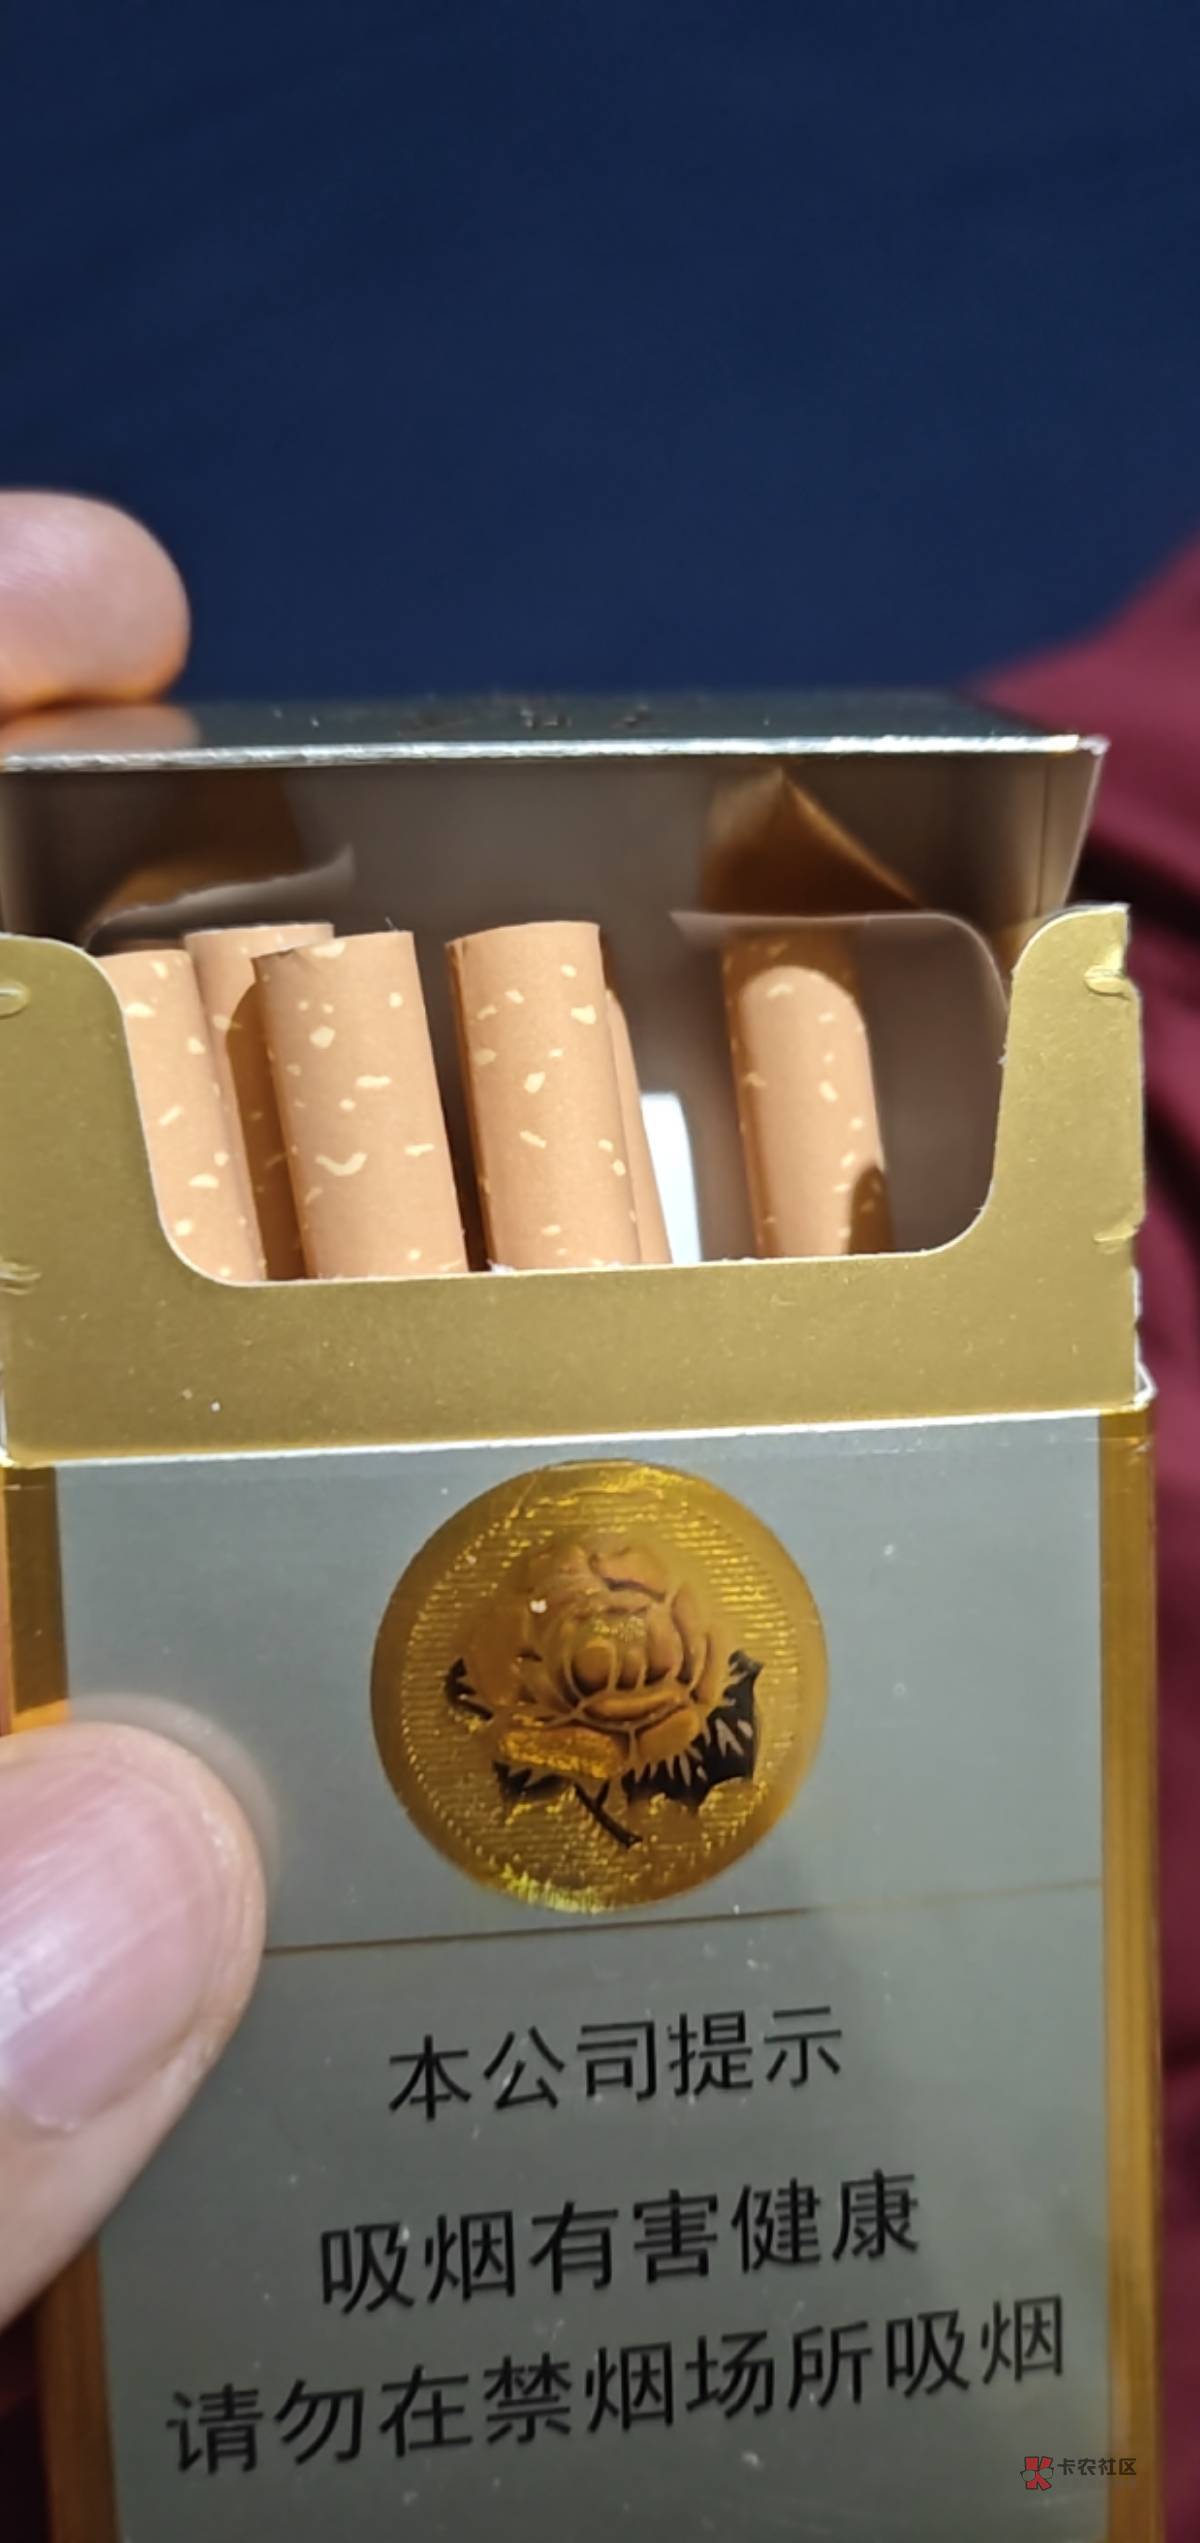 本公司提示
吸烟有害健康
请勿在禁烟场所吸烟
卡农社区